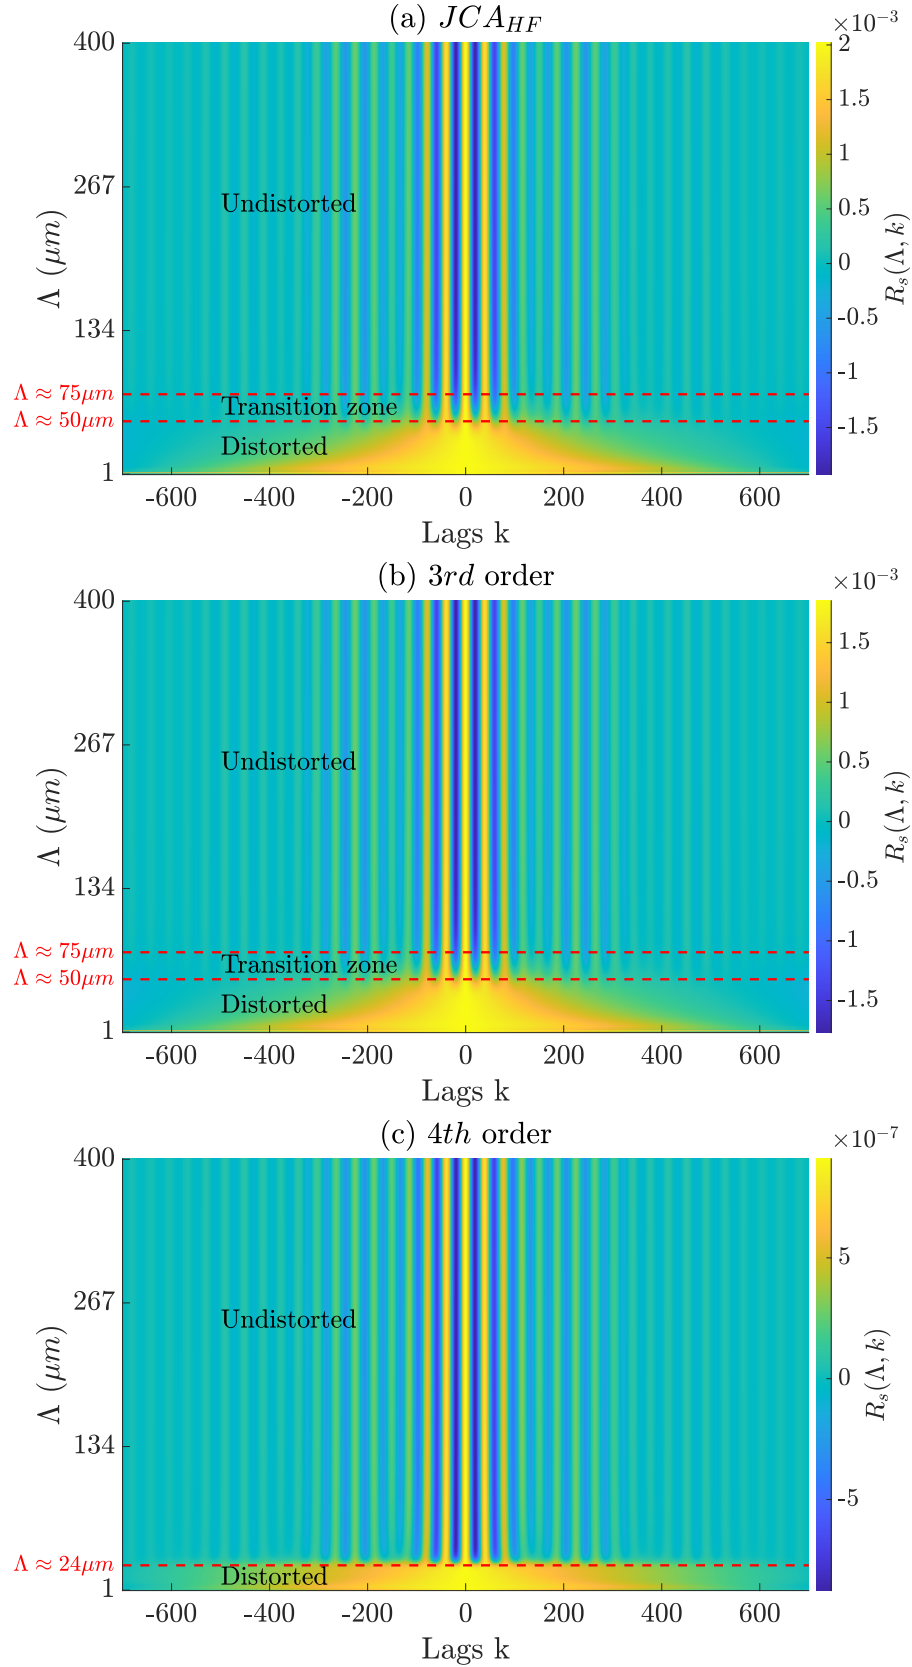 (a) JCA_{HF}
×10^{-3}
400
267
134
Λ ≈ 75μm
Λ ≈ 50μm
1
Λ (μm)
Undistorted
Transition zone
Distorted
-600 -400 -200 0 200 400 600
Lags k
2
1.5
1
0.5
0
-0.5
-1
-1.5
R_s(Λ, k)
(b) 3rd order
×10^{-3}
400
267
134
Λ ≈ 75μm
Λ ≈ 50μm
1
Λ (μm)
Undistorted
Transition zone
Distorted
-600 -400 -200 0 200 400 600
Lags k
1.5
1
0.5
0
-0.5
-1
-1.5
R_s(Λ, k)
(c) 4th order
×10^{-7}
400
267
134
Λ ≈ 24μm
1
Λ (μm)
Undistorted
Distorted
-600 -400 -200 0 200 400 600
Lags k
5
0
-5
R_s(Λ, k)